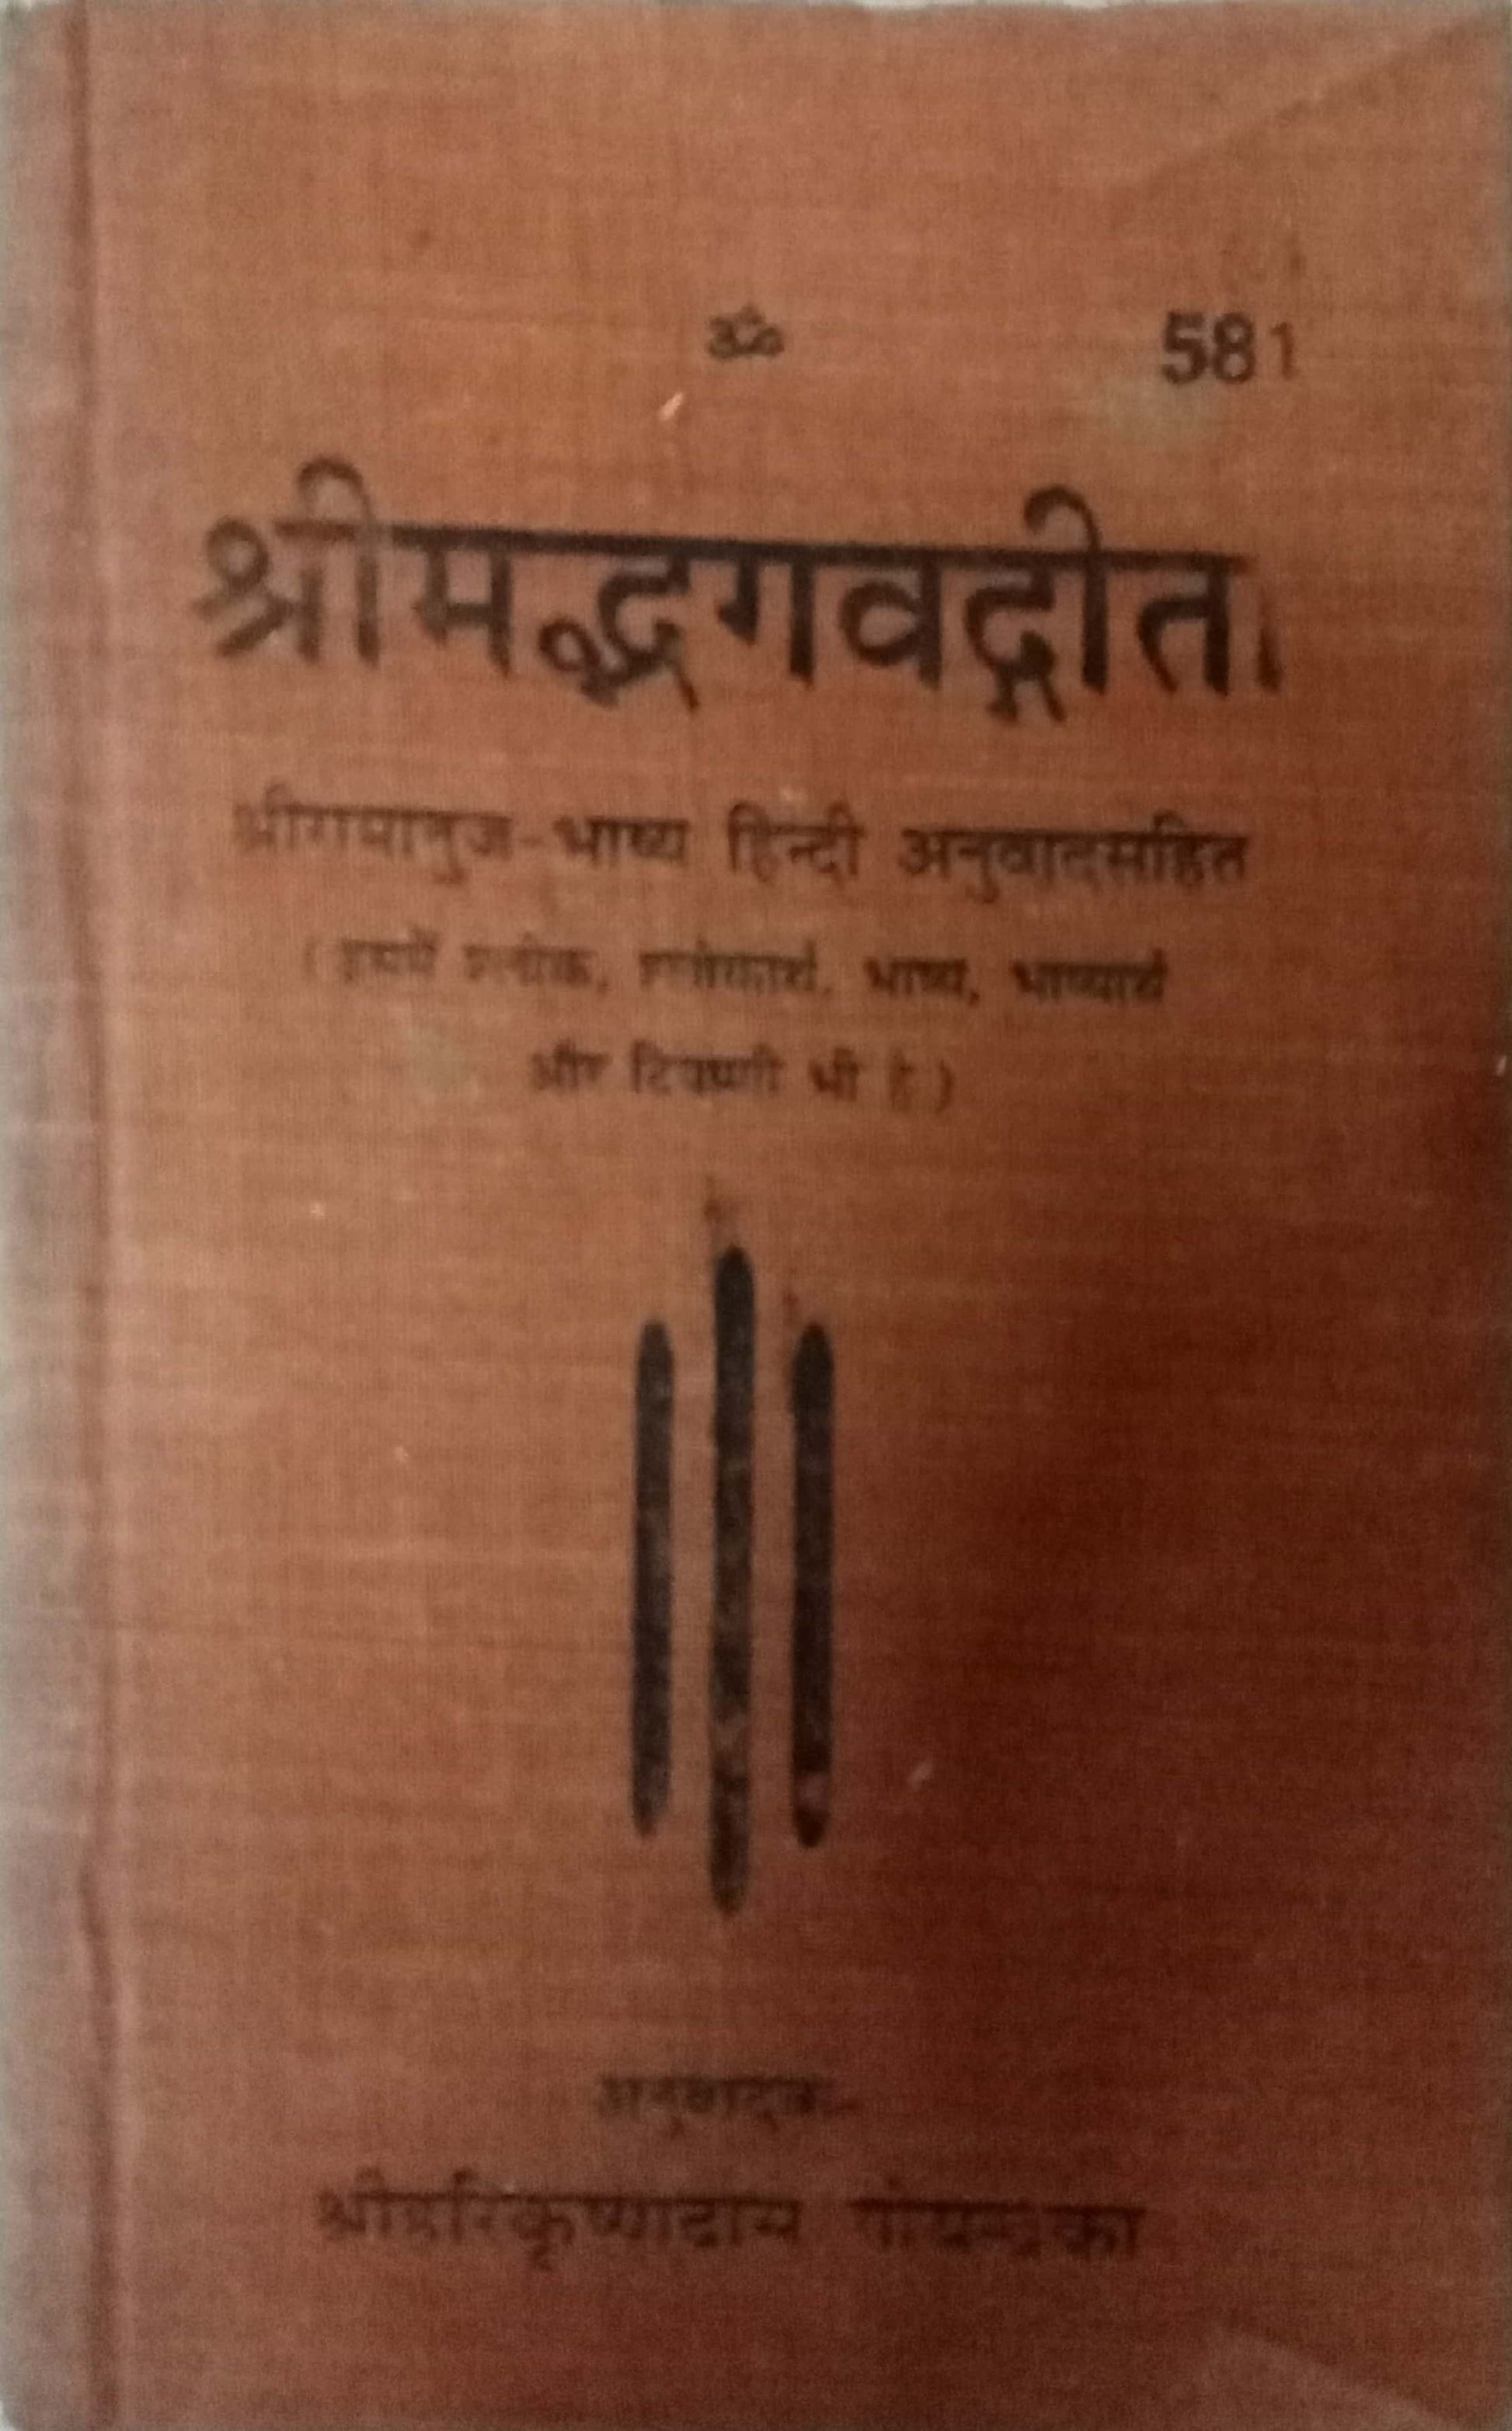 ॐ 581
श्रीमद्भगवद्गीता
श्रीरामानुज-भाष्य हिन्दी अनुवादसहित
( इसमें श्लोक, श्लोकार्थ, भाष्य, भाष्यार्थ
और टिप्पणी भी है )
अनुवादक-
श्रीहरिकृष्णदास गोयन्दका